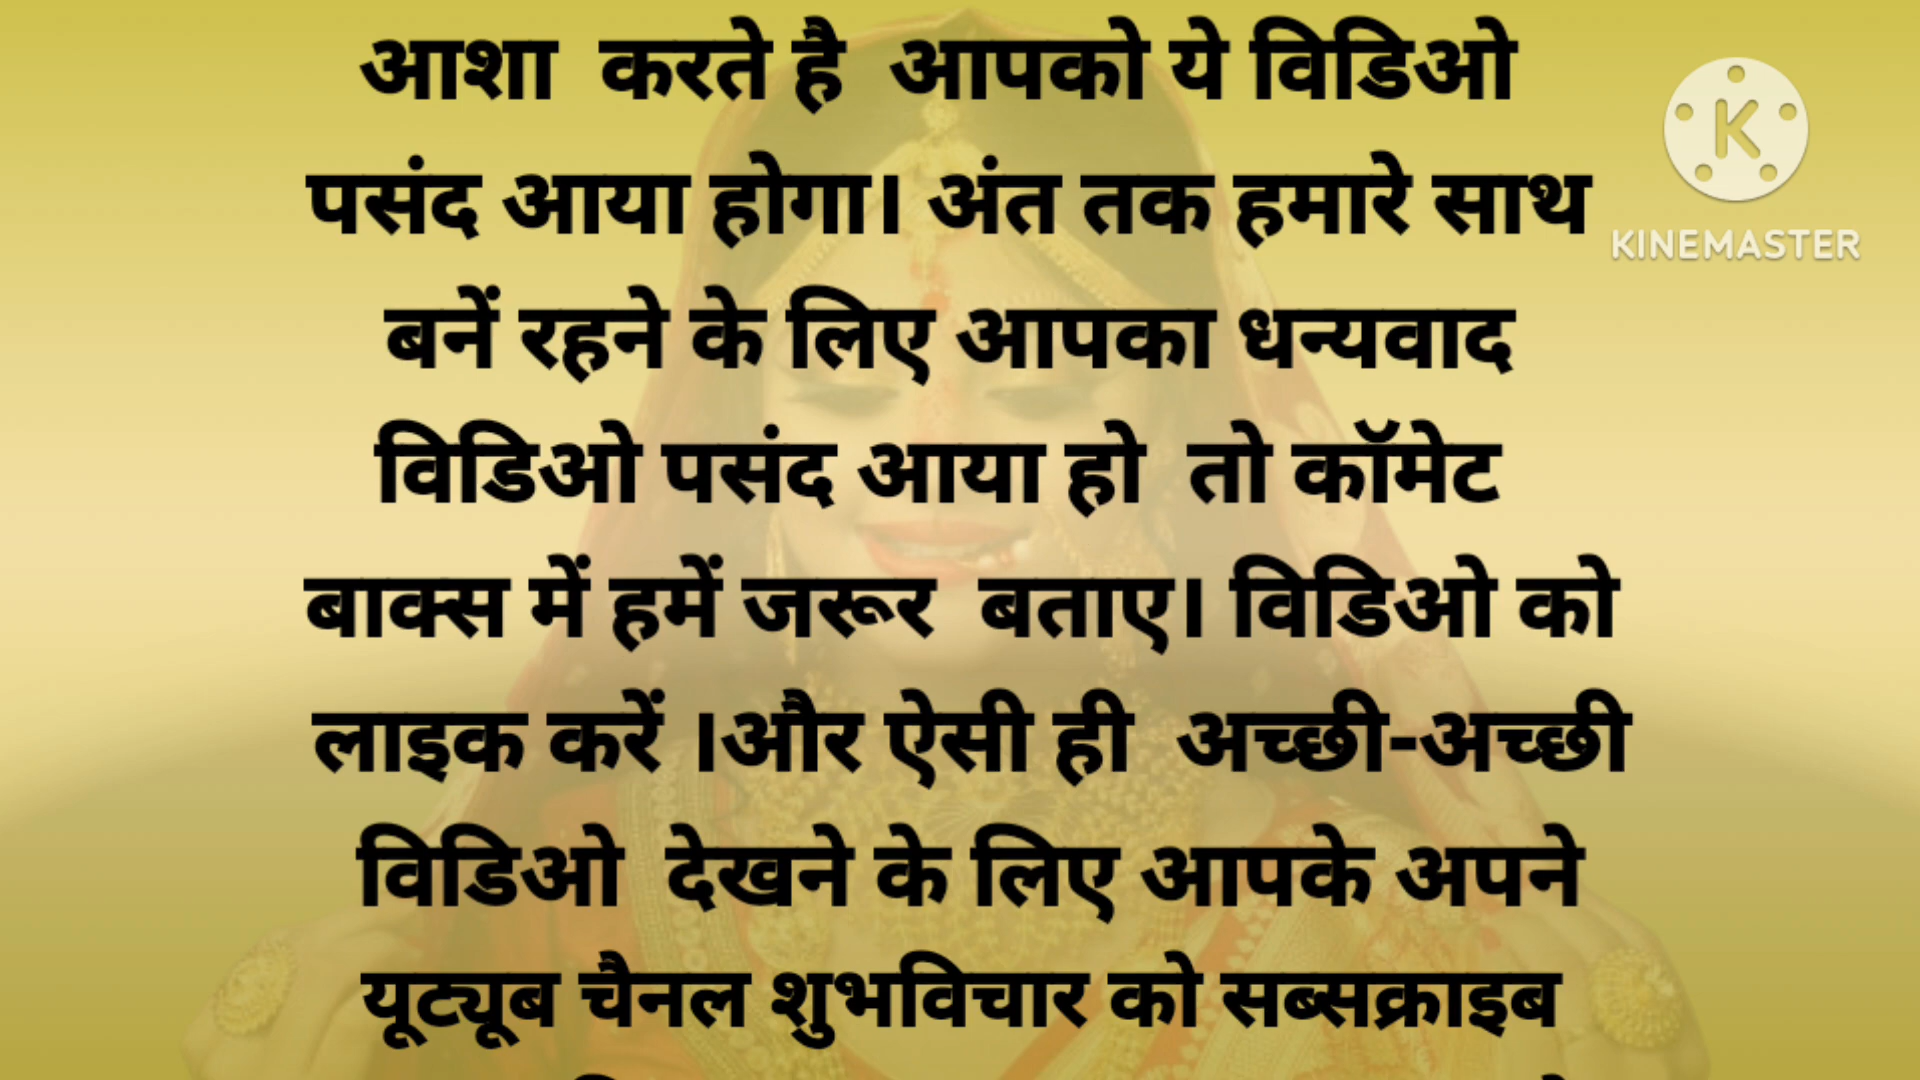 आशा करते है आपको ये विडिओ
पसंद आया होगा। अंत तक हमारे साथ
बनें रहने के लिए आपका धन्यवाद
विडिओ पसंद आया हो तो कॉमेट
बाक्स में हमें जरूर बताए। विडिओ को
लाइक करें ।और ऐसी ही अच्छी-अच्छी
विडिओ देखने के लिए आपके अपने
यूट्यूब चैनल शुभविचार को सब्सक्राइब
K
KINEMASTER